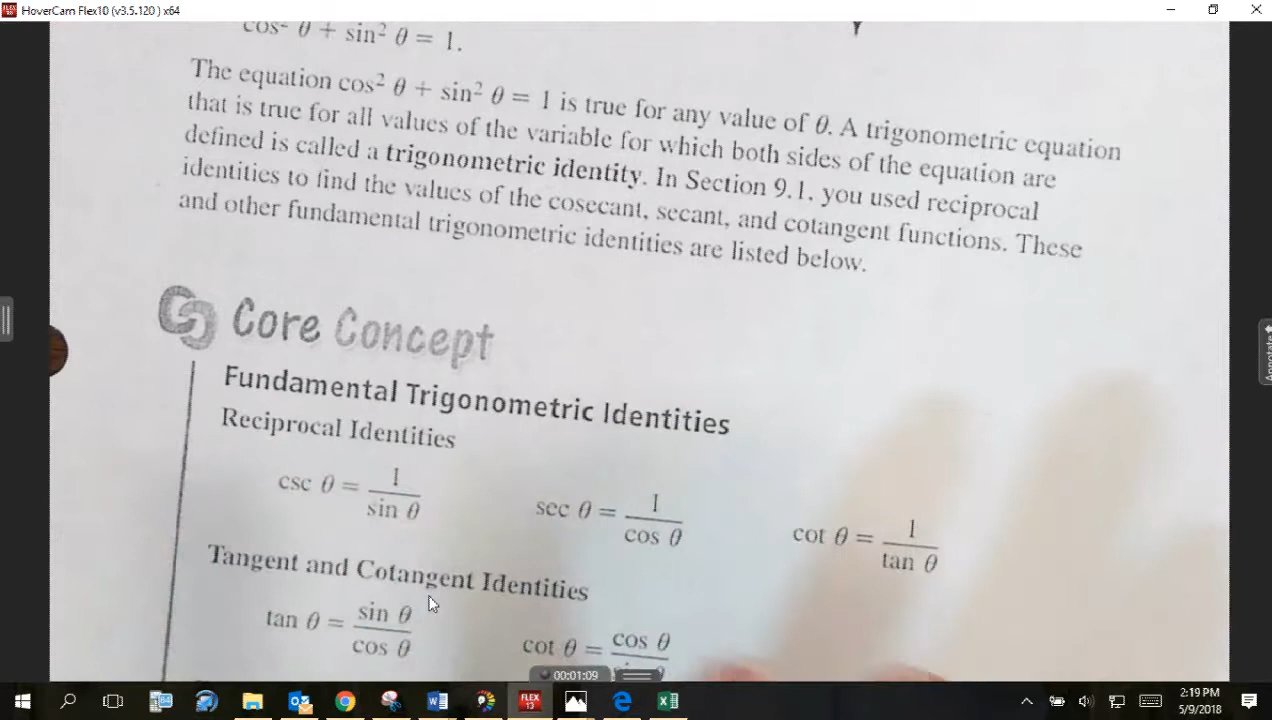 HoverCam Flex10 (v3.5.120) x64
cos² θ + sin² θ = 1.
The equation cos² θ + sin² θ = 1 is true for any value of θ. A trigonometric equation
that is true for all values of the variable for which both sides of the equation are
defined is called a trigonometric identity. In Section 9.1, you used reciprocal
identities to find the values of the cosecant, secant, and cotangent functions. These
and other fundamental trigonometric identities are listed below.
Core Concept
Fundamental Trigonometric Identities
Reciprocal Identities
csc θ = 1/sin θ sec θ = 1/cos θ cot θ = 1/tan θ
Tangent and Cotangent Identities
tan θ = sin θ/cos θ cot θ = cos θ/
Annotate
00:01:09
FLEX
13
2:19 PM
5/9/2018